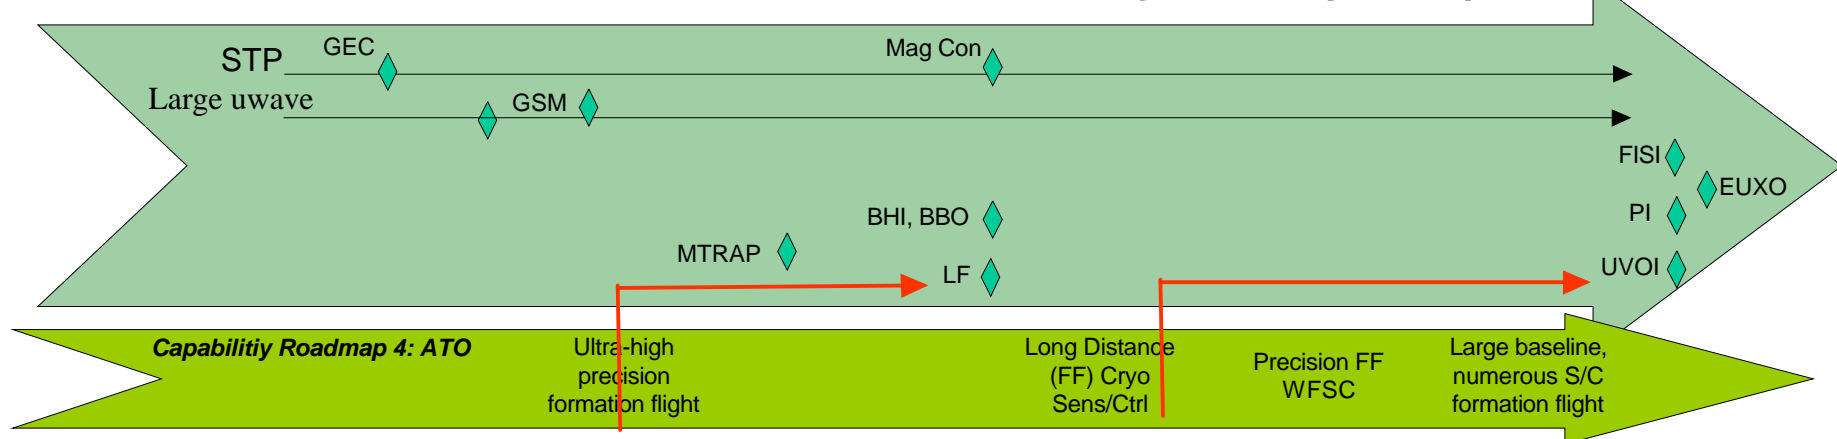 GEC
Mag Con
STP
Large uwave
GSM
FISI
EUXO
BHI, BBO
PI
MTRAP
LF
UVOI
Capabilitiy Roadmap 4: ATO
Ultra-high
precision
formation flight
Long Distance
(FF) Cryo
Sens/Ctrl
Precision FF
WFSC
Large baseline,
numerous S/C
formation flight